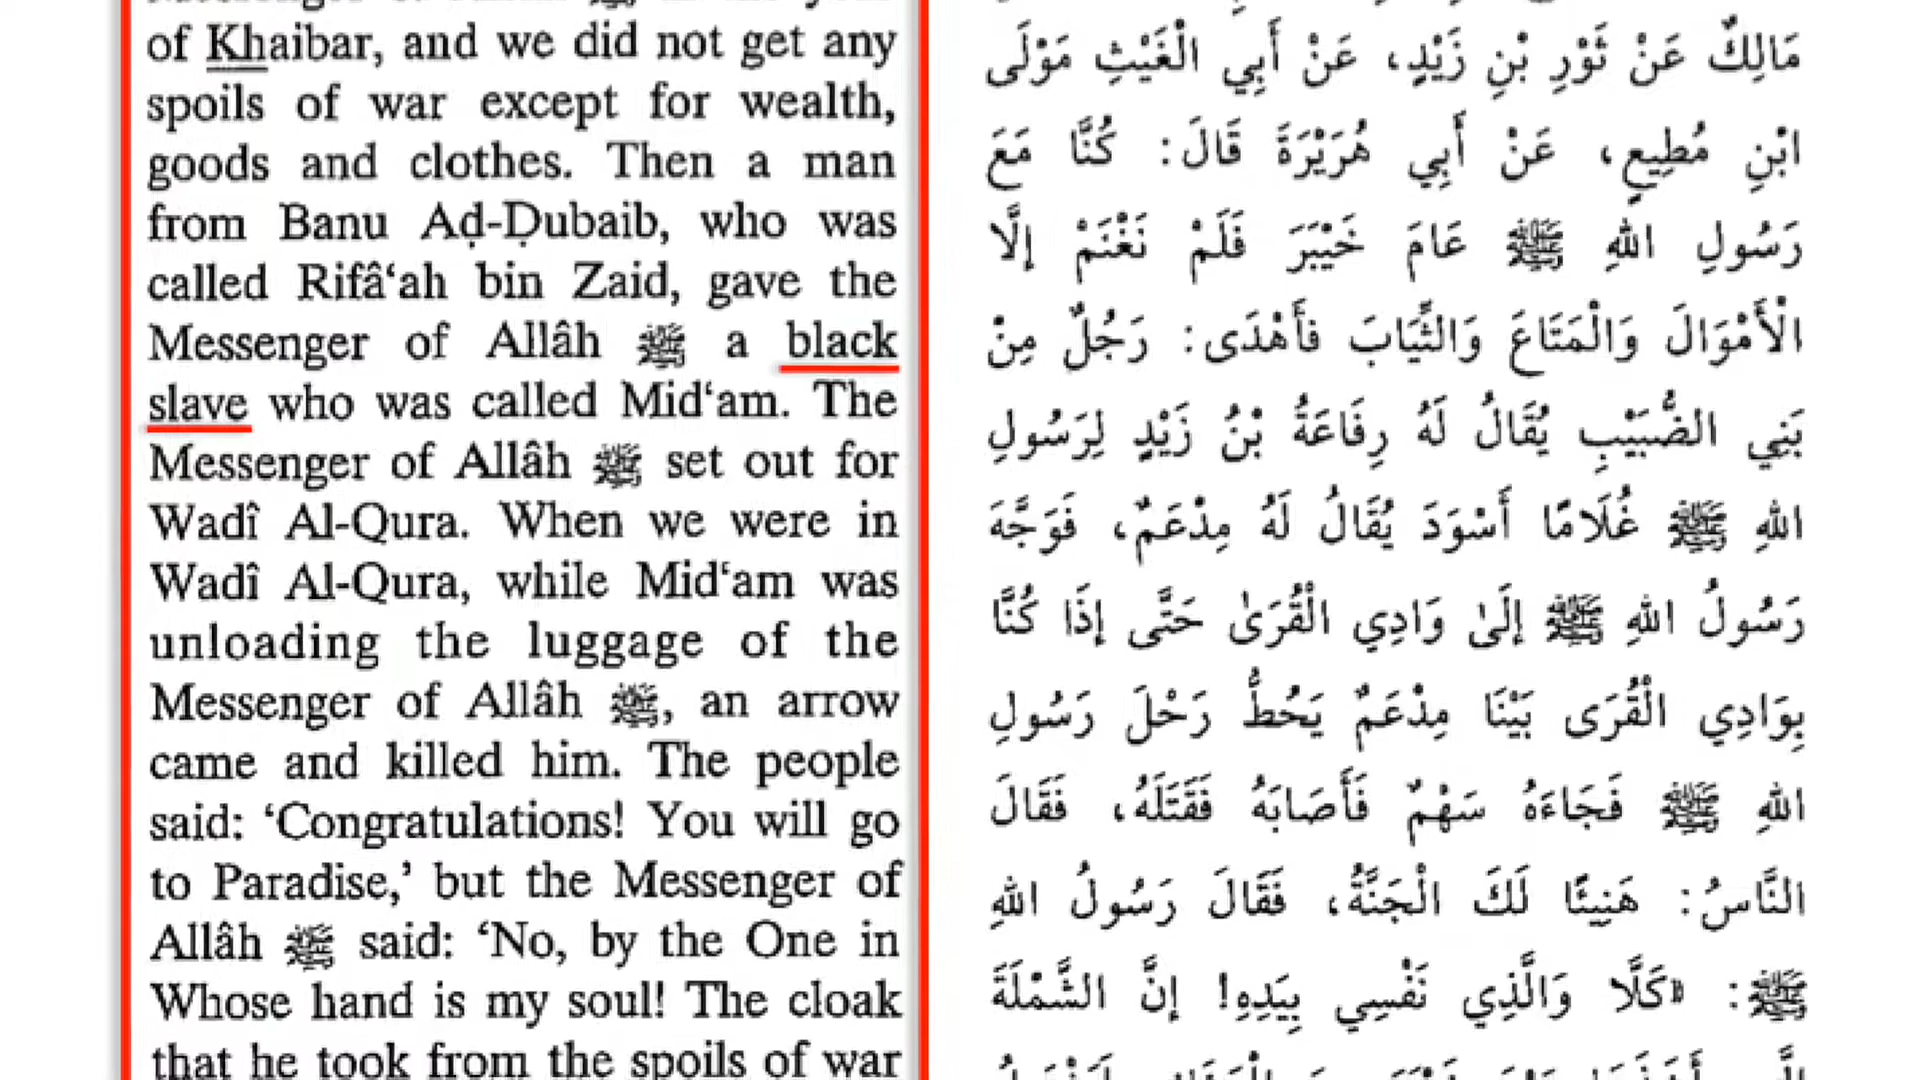 of Khaibar, and we did not get any
spoils of war except for wealth,
goods and clothes. Then a man
from Banu Aḍ-Ḍubaib, who was
called Rifâ‘ah bin Zaid, gave the
Messenger of Allâh ﷺ a black
slave who was called Mid‘am. The
Messenger of Allâh ﷺ set out for
Wadî Al-Qura. When we were in
Wadî Al-Qura, while Mid‘am was
unloading the luggage of the
Messenger of Allâh ﷺ, an arrow
came and killed him. The people
said: ‘Congratulations! You will go
to Paradise,’ but the Messenger of
Allâh ﷺ said: ‘No, by the One in
Whose hand is my soul! The cloak
that he took from the spoils of war
مَالِكٌ عَنْ ثَوْرِ بْنِ زَيْدٍ، عَنْ أَبِي الْغَيْثِ مَوْلَى
ابْنِ مُطِيعٍ، عَنْ أَبِي هُرَيْرَةَ قَالَ: كُنَّا مَعَ
رَسُولِ اللهِ ﷺ عَامَ خَيْبَرَ فَلَمْ نَغْنَمْ إِلَّا
الْأَمْوَالَ وَالْمَتَاعَ وَالثِّيَابَ فَأَهْدَى: رَجُلٌ مِنْ
بَنِي الضُّبَيْبِ يُقَالُ لَهُ رِفَاعَةُ بْنُ زَيْدٍ لِرَسُولِ
اللهِ ﷺ غُلَامًا أَسْوَدَ يُقَالُ لَهُ مِدْعَمٌ، فَوَجَّهَ
رَسُولُ اللهِ ﷺ إِلَىٰ وَادِي الْقُرَىٰ حَتَّى إِذَا كُنَّا
بِوَادِي الْقُرَى بَيْنَا مِدْعَمٌ يَحُطُّ رَحْلَ رَسُولِ
اللهِ ﷺ فَجَاءَهُ سَهْمٌ فَأَصَابَهُ فَقَتَلَهُ، فَقَالَ
النَّاسُ: هَنِيئًا لَكَ الْجَنَّةُ، فَقَالَ رَسُولُ اللهِ
ﷺ: «كَلَّا وَالَّذِي نَفْسِي بِيَدِهِ! إِنَّ الشَّمْلَةَ